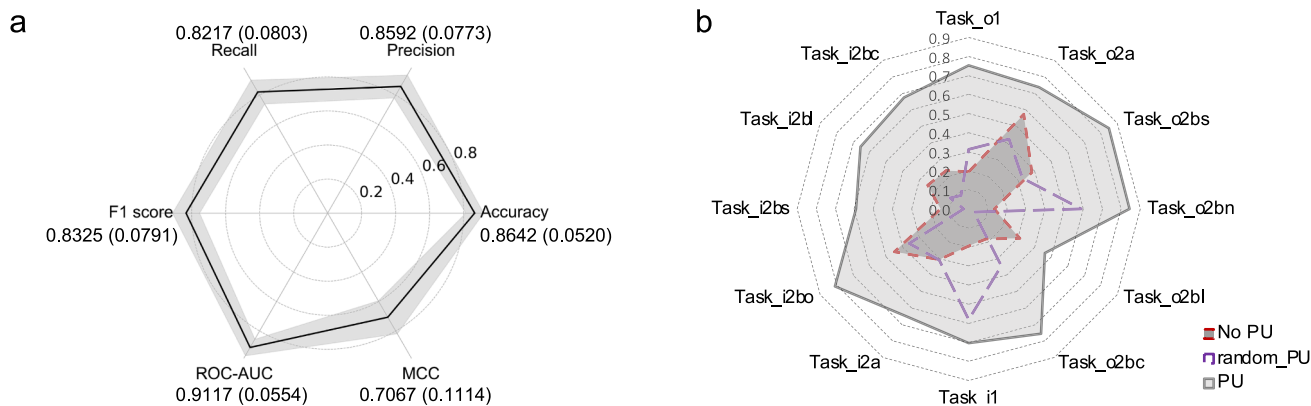 a
0.8217 (0.0803)
Recall
0.8592 (0.0773)
Precision
0.8
0.6
0.4
0.2
F1 score
0.8325 (0.0791)
Accuracy
0.8642 (0.0520)
ROC-AUC
0.9117 (0.0554)
MCC
0.7067 (0.1114)
b
Task_o1
Task_i2bc
Task_o2a
Task_i2bl
Task_o2bs
Task_i2bs
Task_o2bn
Task_i2bo
Task_o2bl
Task_i2a
Task_o2bc
Task_i1
0.9
0.8
0.7
0.6
0.5
0.4
0.3
0.2
0.1
0.0
No PU
random_PU
PU